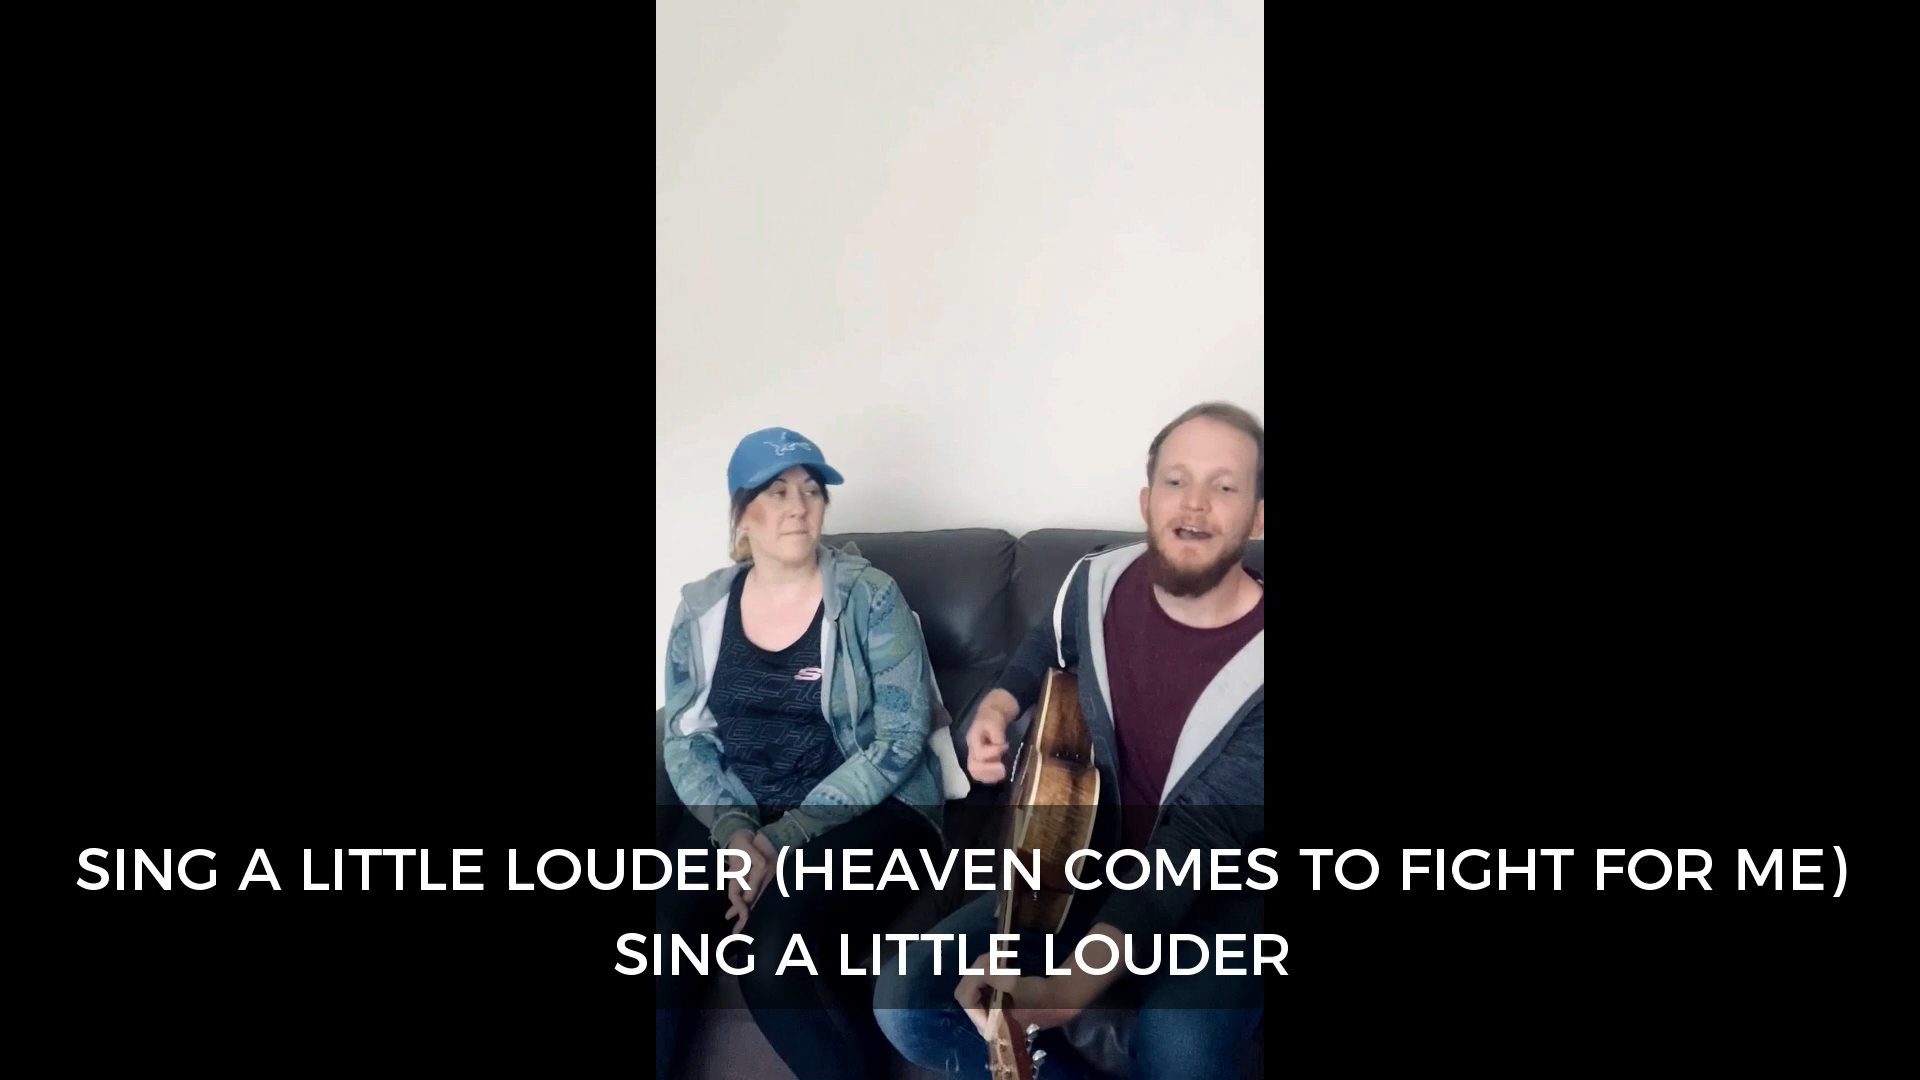 SING A LITTLE LOUDER (HEAVEN COMES TO FIGHT FOR ME)
SING A LITTLE LOUDER